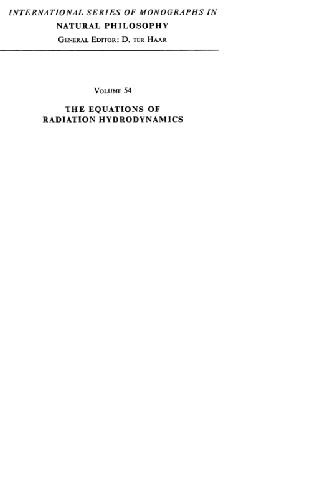 INTERNATIONAL SERIES OF MONOGRAPHS IN
NATURAL PHILOSOPHY
GENERAL EDITOR: D. TER HAAR
VOLUME 54
THE EQUATIONS OF
RADIATION HYDRODYNAMICS